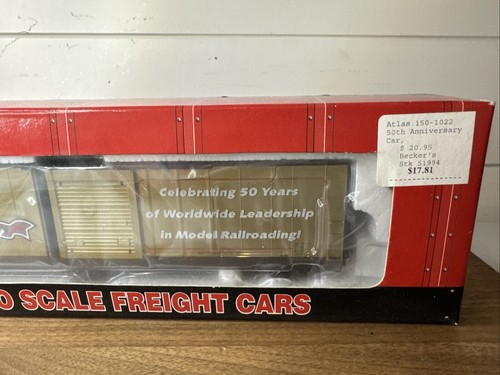 Atlas 150-1022
50th Anniversary
Car,
$ 20.95
Becker's
Stk 51994
$17.81
Celebrating 50 Years
of Worldwide Leadership
in Model Railroading!
O SCALE FREIGHT CARS